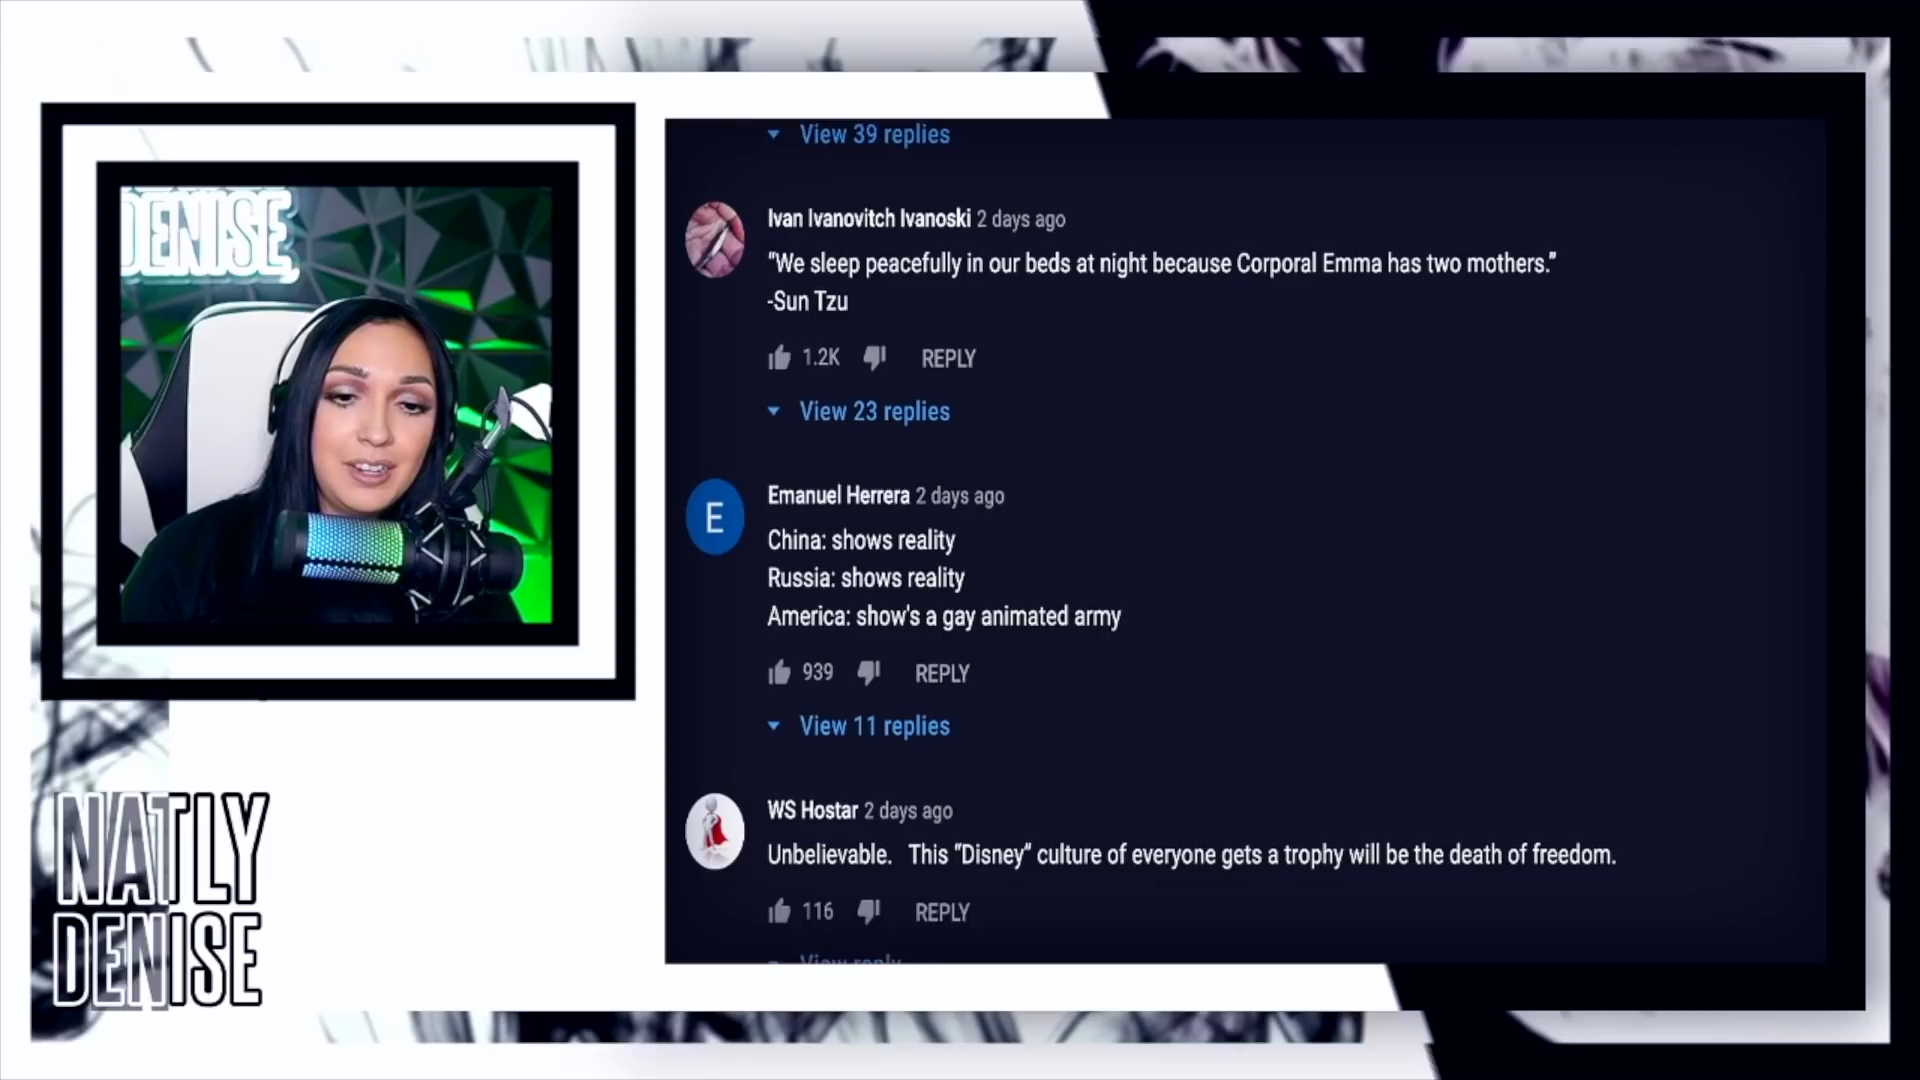 DENISE
NATLY
DENISE
View 39 replies
Ivan Ivanovitch Ivanoski 2 days ago
"We sleep peacefully in our beds at night because Corporal Emma has two mothers."
-Sun Tzu
1.2K REPLY
View 23 replies
E
Emanuel Herrera 2 days ago
China: shows reality
Russia: shows reality
America: show's a gay animated army
939 REPLY
View 11 replies
WS Hostar 2 days ago
Unbelievable. This "Disney" culture of everyone gets a trophy will be the death of freedom.
116 REPLY
View reply